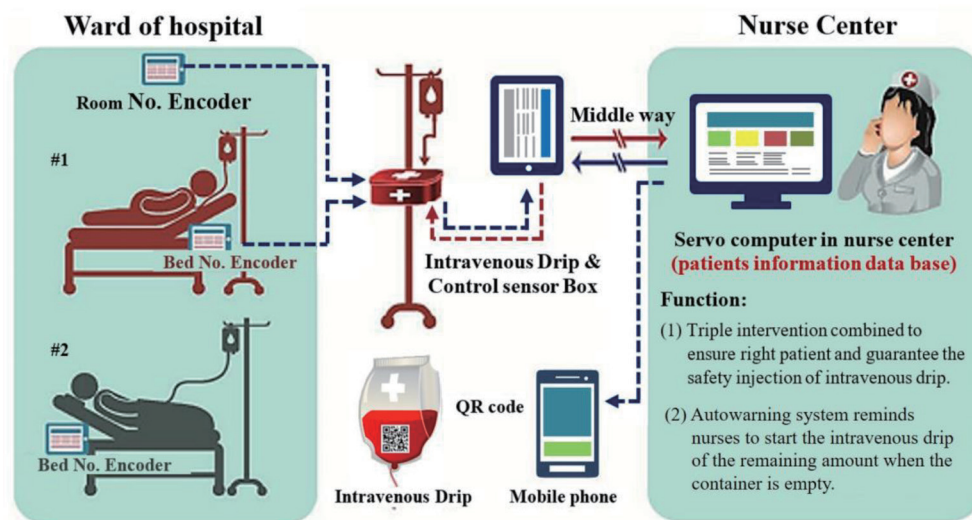 Ward of hospital
Room No. Encoder
#1
Bed No. Encoder
#2
Bed No. Encoder
Intravenous Drip &
Control sensor Box
Intravenous Drip
QR code
Mobile phone
Middle way
Nurse Center
Servo computer in nurse center
(patients information data base)
Function:
(1) Triple intervention combined to
ensure right patient and guarantee the
safety injection of intravenous drip.
(2) Autowarning system reminds
nurses to start the intravenous drip
of the remaining amount when the
container is empty.